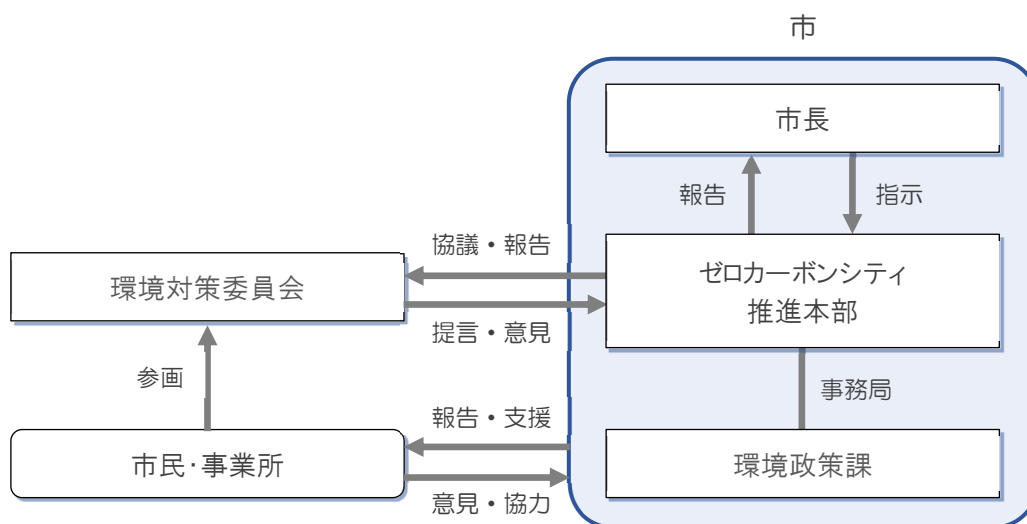 市
市長
報告
指示
協議・報告
環境対策委員会
ゼロカーボンシティ
推進本部
提言・意見
参画
事務局
報告・支援
市民・事業所
環境政策課
意見・協力